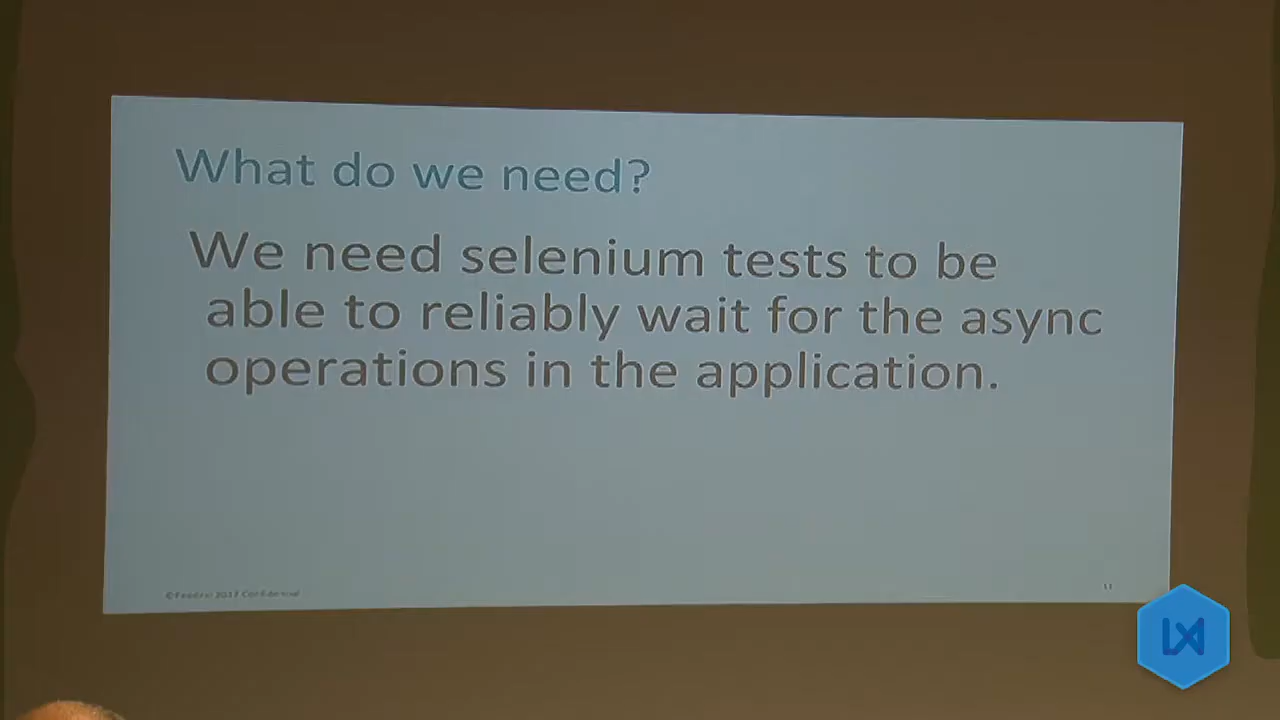 What do we need?
We need selenium tests to be
able to reliably wait for the async
operations in the application.